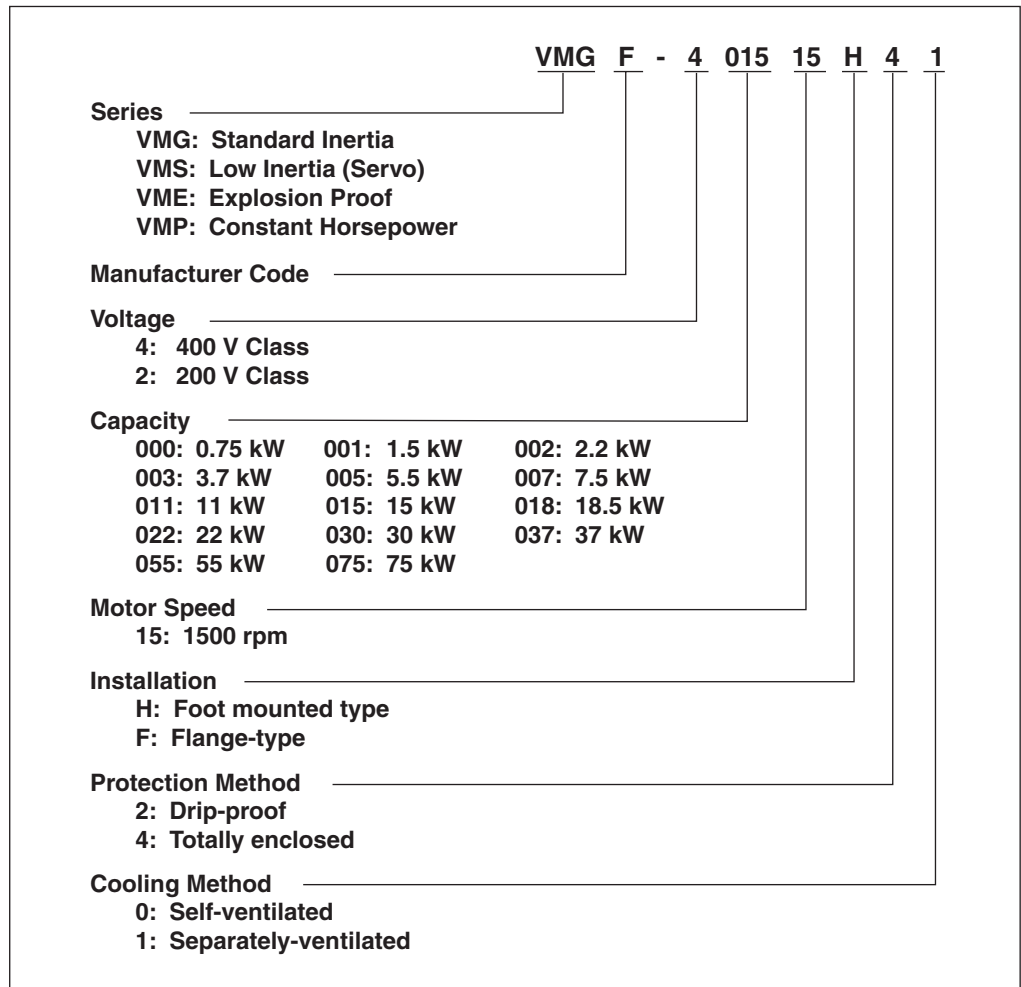 VMG F - 4 015 15 H 4 1
Series
VMG: Standard Inertia
VMS: Low Inertia (Servo)
VME: Explosion Proof
VMP: Constant Horsepower
Manufacturer Code
Voltage
4: 400 V Class
2: 200 V Class
Capacity
000: 0.75 kW 001: 1.5 kW 002: 2.2 kW
003: 3.7 kW 005: 5.5 kW 007: 7.5 kW
011: 11 kW 015: 15 kW 018: 18.5 kW
022: 22 kW 030: 30 kW 037: 37 kW
055: 55 kW 075: 75 kW
Motor Speed
15: 1500 rpm
Installation
H: Foot mounted type
F: Flange-type
Protection Method
2: Drip-proof
4: Totally enclosed
Cooling Method
0: Self-ventilated
1: Separately-ventilated